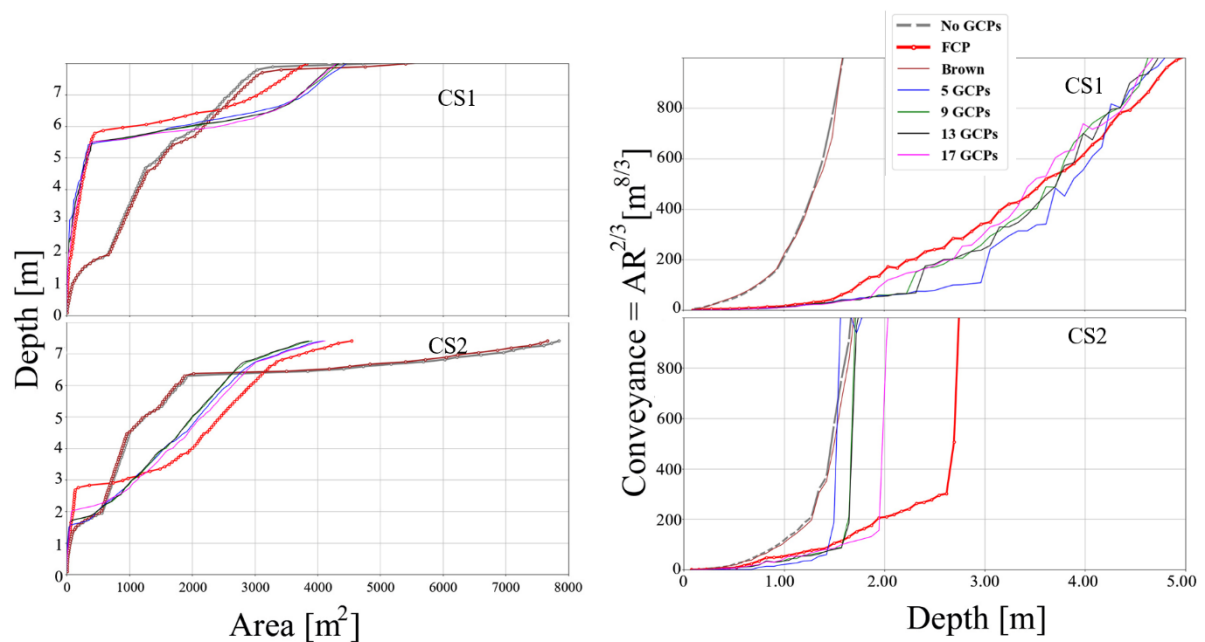 No GCPs
FCP
Brown
5 GCPs
9 GCPs
13 GCPs
17 GCPs
CS1
CS1
CS2
CS2
7
6
5
4
3
2
1
0
7
6
5
4
3
2
1
0
0 1000 2000 3000 4000 5000 6000 7000 8000
Depth [m]
Area [m²]
800
600
400
200
0
800
600
400
200
0
1.00 2.00 3.00 4.00 5.00
Conveyance = AR^2/3 [m^8/3]
Depth [m]